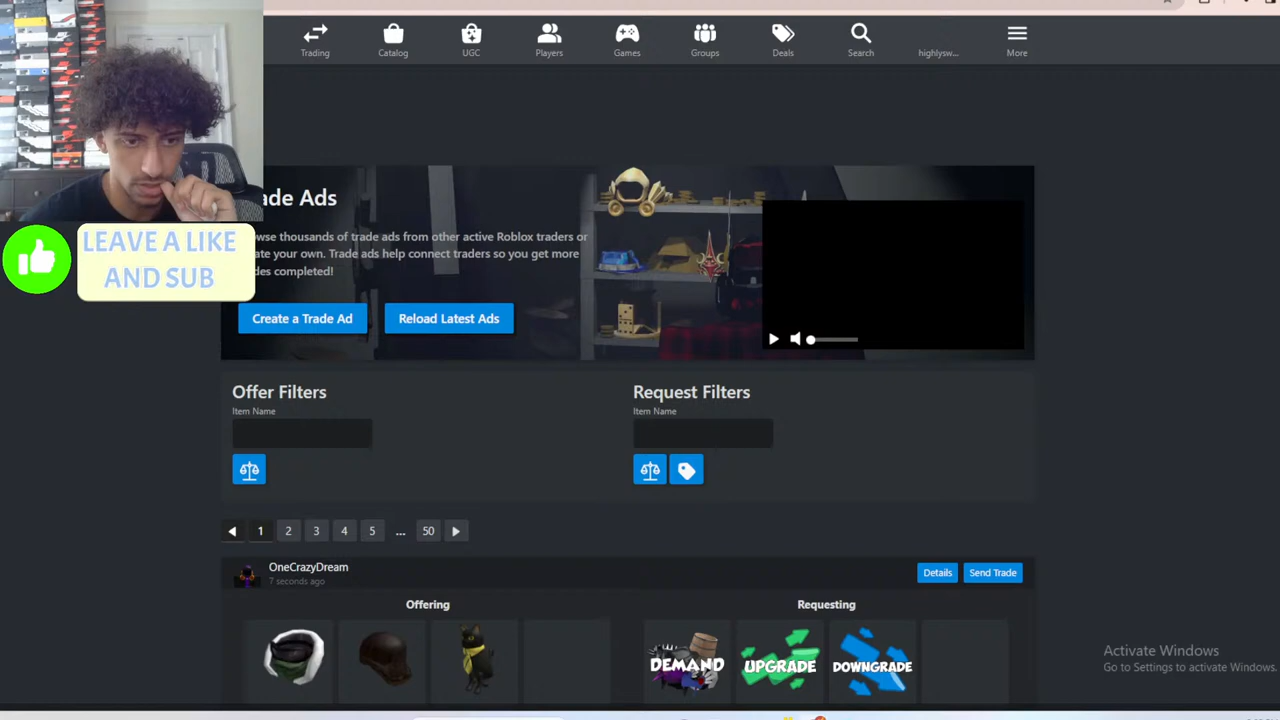 Trading
Catalog
UGC
Players
Games
Groups
Deals
Search
highlysw...
More
ade Ads
wse thousands of trade ads from other active Roblox traders or
ate your own. Trade ads help connect traders so you get more
des completed!
Create a Trade Ad
Reload Latest Ads
LEAVE A LIKE
AND SUB
Offer Filters
Item Name
Request Filters
Item Name
1
2
3
4
5
...
50
OneCrazyDream
7 seconds ago
Details
Send Trade
Offering
Requesting
DEMAND
UPGRADE
DOWNGRADE
Activate Windows
Go to Settings to activate Windows.